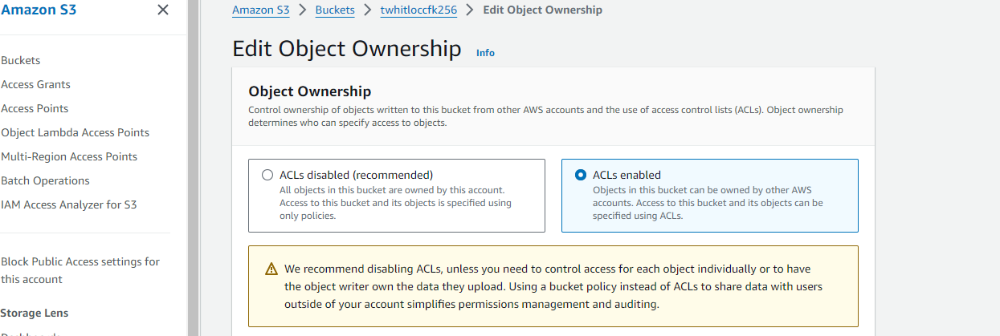 Amazon S3
Buckets
Access Grants
Access Points
Object Lambda Access Points
Multi-Region Access Points
Batch Operations
IAM Access Analyzer for S3
Block Public Access settings for
this account
Storage Lens
Amazon S3 > Buckets > twhitloccfk256 > Edit Object Ownership
Edit Object Ownership Info
Object Ownership
Control ownership of objects written to this bucket from other AWS accounts and the use of access control lists (ACLs). Object ownership
determines who can specify access to objects.
ACLs disabled (recommended)
All objects in this bucket are owned by this account.
Access to this bucket and its objects is specified using
only policies.
ACLs enabled
Objects in this bucket can be owned by other AWS
accounts. Access to this bucket and its objects can be
specified using ACLs.
We recommend disabling ACLs, unless you need to control access for each object individually or to have
the object writer own the data they upload. Using a bucket policy instead of ACLs to share data with users
outside of your account simplifies permissions management and auditing.